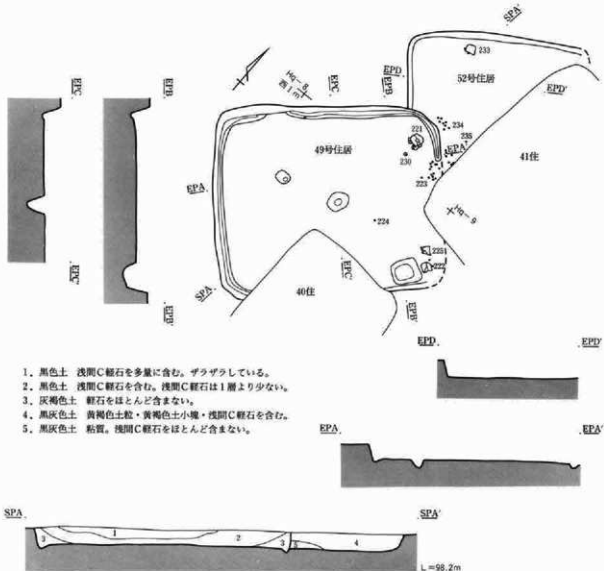 SPA'
233
EPD
52号住居
EPD'
EPC
EPB
Hq-8
西1m
EPC
EPB
221
234
235
49号住居
230
EPA'
41住
EPA
223
Hq-9
224
2251
222
EPC'
EPC'
SPA
40住
EPB'
EPB'
EPD
EPD'
1. 黒色土 浅間C軽石を多量に含む。ザラザラしている。
2. 黒色土 浅間C軽石を含む。浅間C軽石は1層より少ない。
3. 灰褐色土 軽石をほとんど含まない。
4. 黒灰色土 黄褐色土粒・黄褐色土小塊・浅間C軽石を含む。
5. 黒灰色土 粘質。浅間C軽石をほとんど含まない。
EPA
EPA'
SPA
SPA'
1
2
3
3
5
4
L=98.2m